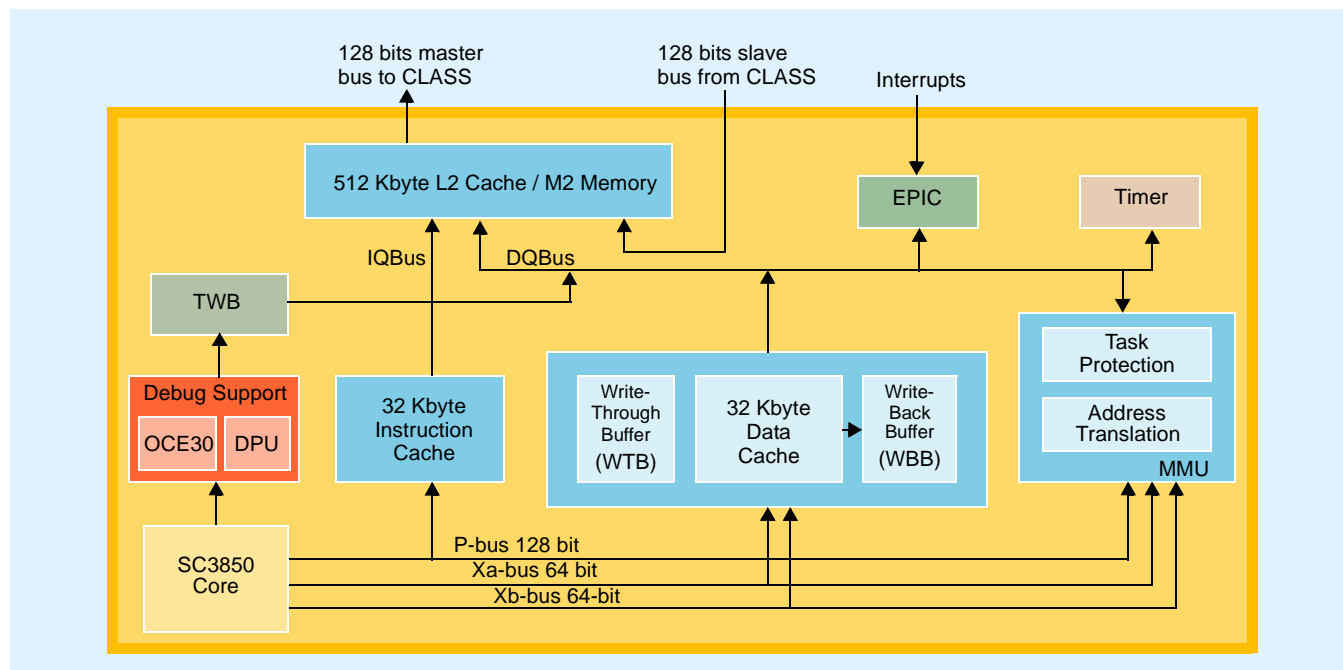 128 bits master
bus to CLASS
128 bits slave
bus from CLASS
Interrupts
512 Kbyte L2 Cache / M2 Memory
EPIC
Timer
IQBus
DQBus
TWB
Task
Protection
Address
Translation
MMU
Debug Support
OCE30
DPU
32 Kbyte
Instruction
Cache
Write-
Through
Buffer
(WTB)
32 Kbyte
Data
Cache
Write-
Back
Buffer
(WBB)
SC3850
Core
P-bus 128 bit
Xa-bus 64 bit
Xb-bus 64-bit